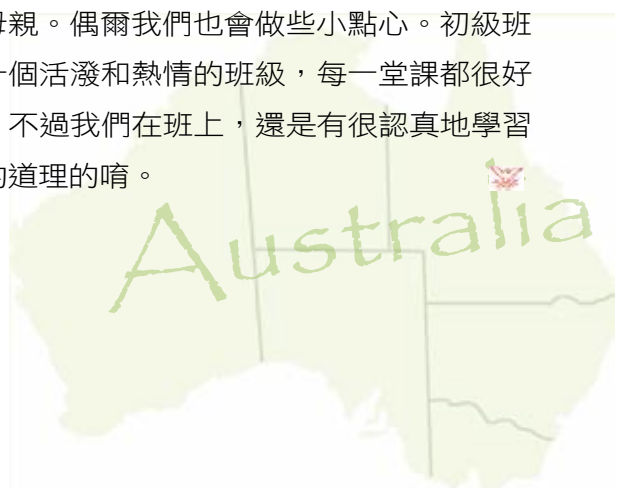 母親。偶爾我們也會做些小點心。初級班
個活潑和熱情的班級，每一堂課都很好
不過我們在班上，還是有很認真地學習
道理的唷。
Australia